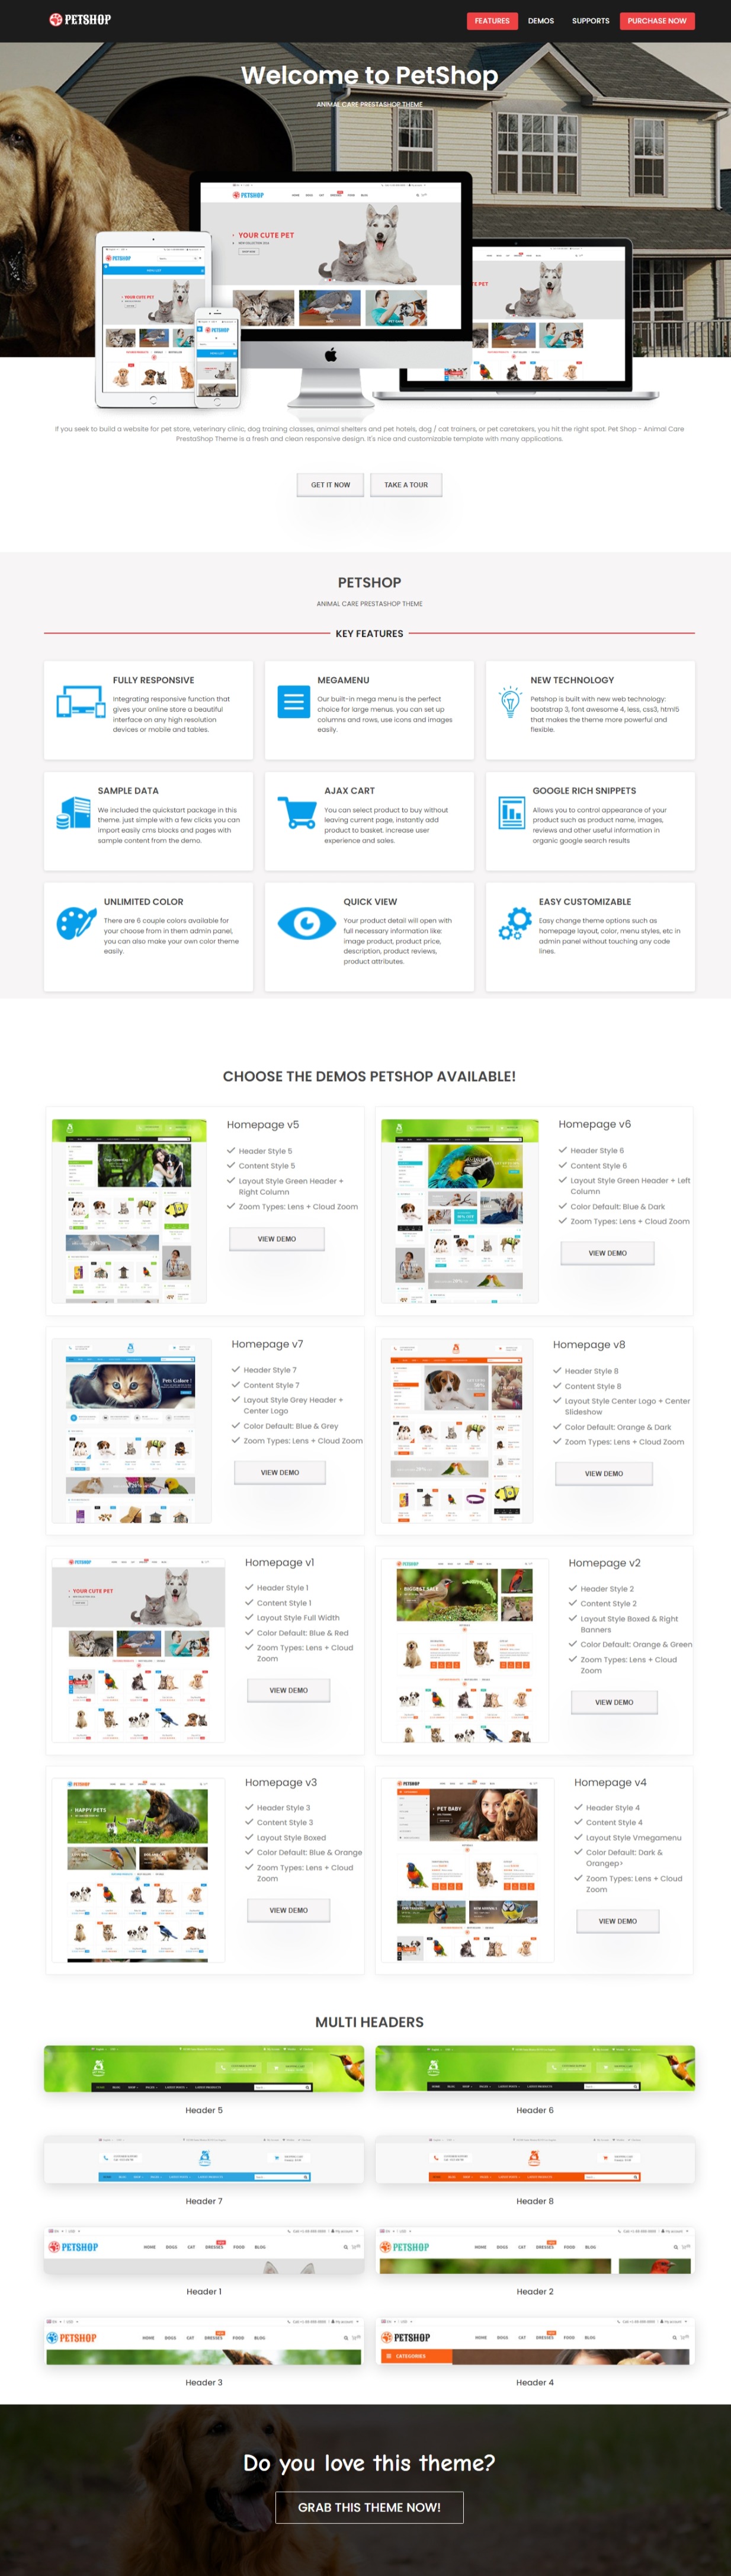 PETSHOP
FEATURES
DEMOS
SUPPORTS
PURCHASE NOW
Welcome to PetShop
ANIMAL CARE PRESTASHOP THEME
YOUR CUTE PET
If you seek to build a website for pet store, veterinary clinic, dog training classes, animal shelters and pet hotels, dog / cat trainers, or pet caretakers, you hit the right spot. Pet Shop - Animal Care
PrestaShop Theme is a fresh and clean responsive design. It's nice and customizable template with many applications.
GET IT NOW
TAKE A TOUR
PETSHOP
ANIMAL CARE PRESTASHOP THEME
KEY FEATURES
FULLY RESPONSIVE
Integrating responsive function that
gives your online store a beautiful
interface on any high resolution
devices or mobile and tables.
MEGAMENU
Our built-in mega menu is the perfect
choice for large menus. you can set up
columns and rows, use icons and images
easily.
NEW TECHNOLOGY
Petshop is built with new web technology:
bootstrap 3, font awesome 4, less, css3, html5
that makes the theme more powerful and
flexible.
SAMPLE DATA
We included the quickstart package in this
theme. just simple with a few clicks you can
import easily cms blocks and pages with
sample content from the demo.
AJAX CART
You can select product to buy without
leaving current page, instantly add
product to basket. increase user
experience and sales.
GOOGLE RICH SNIPPETS
Allows you to control appearance of your
product such as product name, images,
reviews and other useful information in
organic google search results
UNLIMITED COLOR
There are 6 couple colors available for
your choose from in them admin panel,
you can also make your own color theme
easily.
QUICK VIEW
Your product detail will open with
full necessary information like:
image product, product price,
description, product reviews,
product attributes.
EASY CUSTOMIZABLE
Easy change theme options such as
homepage layout, color, menu styles, etc in
admin panel without touching any code
lines.
CHOOSE THE DEMOS PETSHOP AVAILABLE!
Homepage v5
Header Style 5
Content Style 5
Layout Style Green Header +
Right Column
Zoom Types: Lens + Cloud Zoom
VIEW DEMO
Homepage v6
Header Style 6
Content Style 6
Layout Style Green Header + Left
Column
Color Default: Blue & Dark
Zoom Types: Lens + Cloud Zoom
VIEW DEMO
Homepage v7
Header Style 7
Content Style 7
Layout Style Grey Header +
Center Logo
Color Default: Blue & Grey
Zoom Types: Lens + Cloud Zoom
VIEW DEMO
Homepage v8
Header Style 8
Content Style 8
Layout Style Center Logo + Center
Slideshow
Color Default: Orange & Dark
Zoom Types: Lens + Cloud Zoom
VIEW DEMO
Homepage v1
Header Style 1
Content Style 1
Layout Style Full Width
Color Default: Blue & Red
Zoom Types: Lens + Cloud
Zoom
VIEW DEMO
Homepage v2
Header Style 2
Content Style 2
Layout Style Boxed & Right
Banners
Color Default: Orange & Green
Zoom Types: Lens + Cloud
Zoom
VIEW DEMO
Homepage v3
Header Style 3
Content Style 3
Layout Style Boxed
Color Default: Blue & Orange
Zoom Types: Lens + Cloud
Zoom
VIEW DEMO
Homepage v4
Header Style 4
Content Style 4
Layout Style Vmegamenu
Color Default: Dark &
Orangep>
Zoom Types: Lens + Cloud
Zoom
VIEW DEMO
MULTI HEADERS
Header 5
Header 6
Header 7
Header 8
PETSHOP
HOME DOGS CAT DRESSES FOOD BLOG
Header 1
PETSHOP
HOME DOGS CAT DRESSES FOOD BLOG
Header 2
PETSHOP
HOME DOGS CAT DRESSES FOOD BLOG
Header 3
PETSHOP
HOME DOGS CAT DRESSES FOOD BLOG
CATEGORIES
Header 4
Do you love this theme?
GRAB THIS THEME NOW!